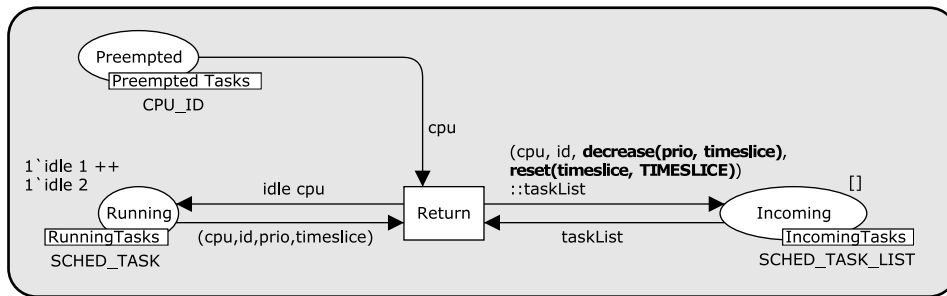 Preempted
Preempted Tasks
CPU_ID
cpu
1`idle 1 ++
1`idle 2
idle cpu
(cpu, id, decrease(prio, timeslice),
reset(timeslice, TIMESLICE))
::taskList
[]
Running
RunningTasks
(cpu,id,prio,timeslice)
SCHED_TASK
Return
taskList
Incoming
IncomingTasks
SCHED_TASK_LIST